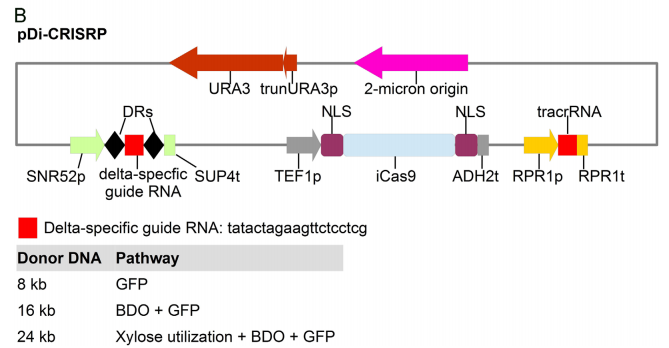 B
pDi-CRISRP
URA3 trunURA3p 2-micron origin
DRs NLS NLS tracrRNA
SNR52p delta-specfic guide RNA SUP4t TEF1p iCas9 ADH2t RPR1p RPR1t
Delta-specific guide RNA: tatactagaagttctcctcg
Donor DNA Pathway
8 kb GFP
16 kb BDO + GFP
24 kb Xylose utilization + BDO + GFP